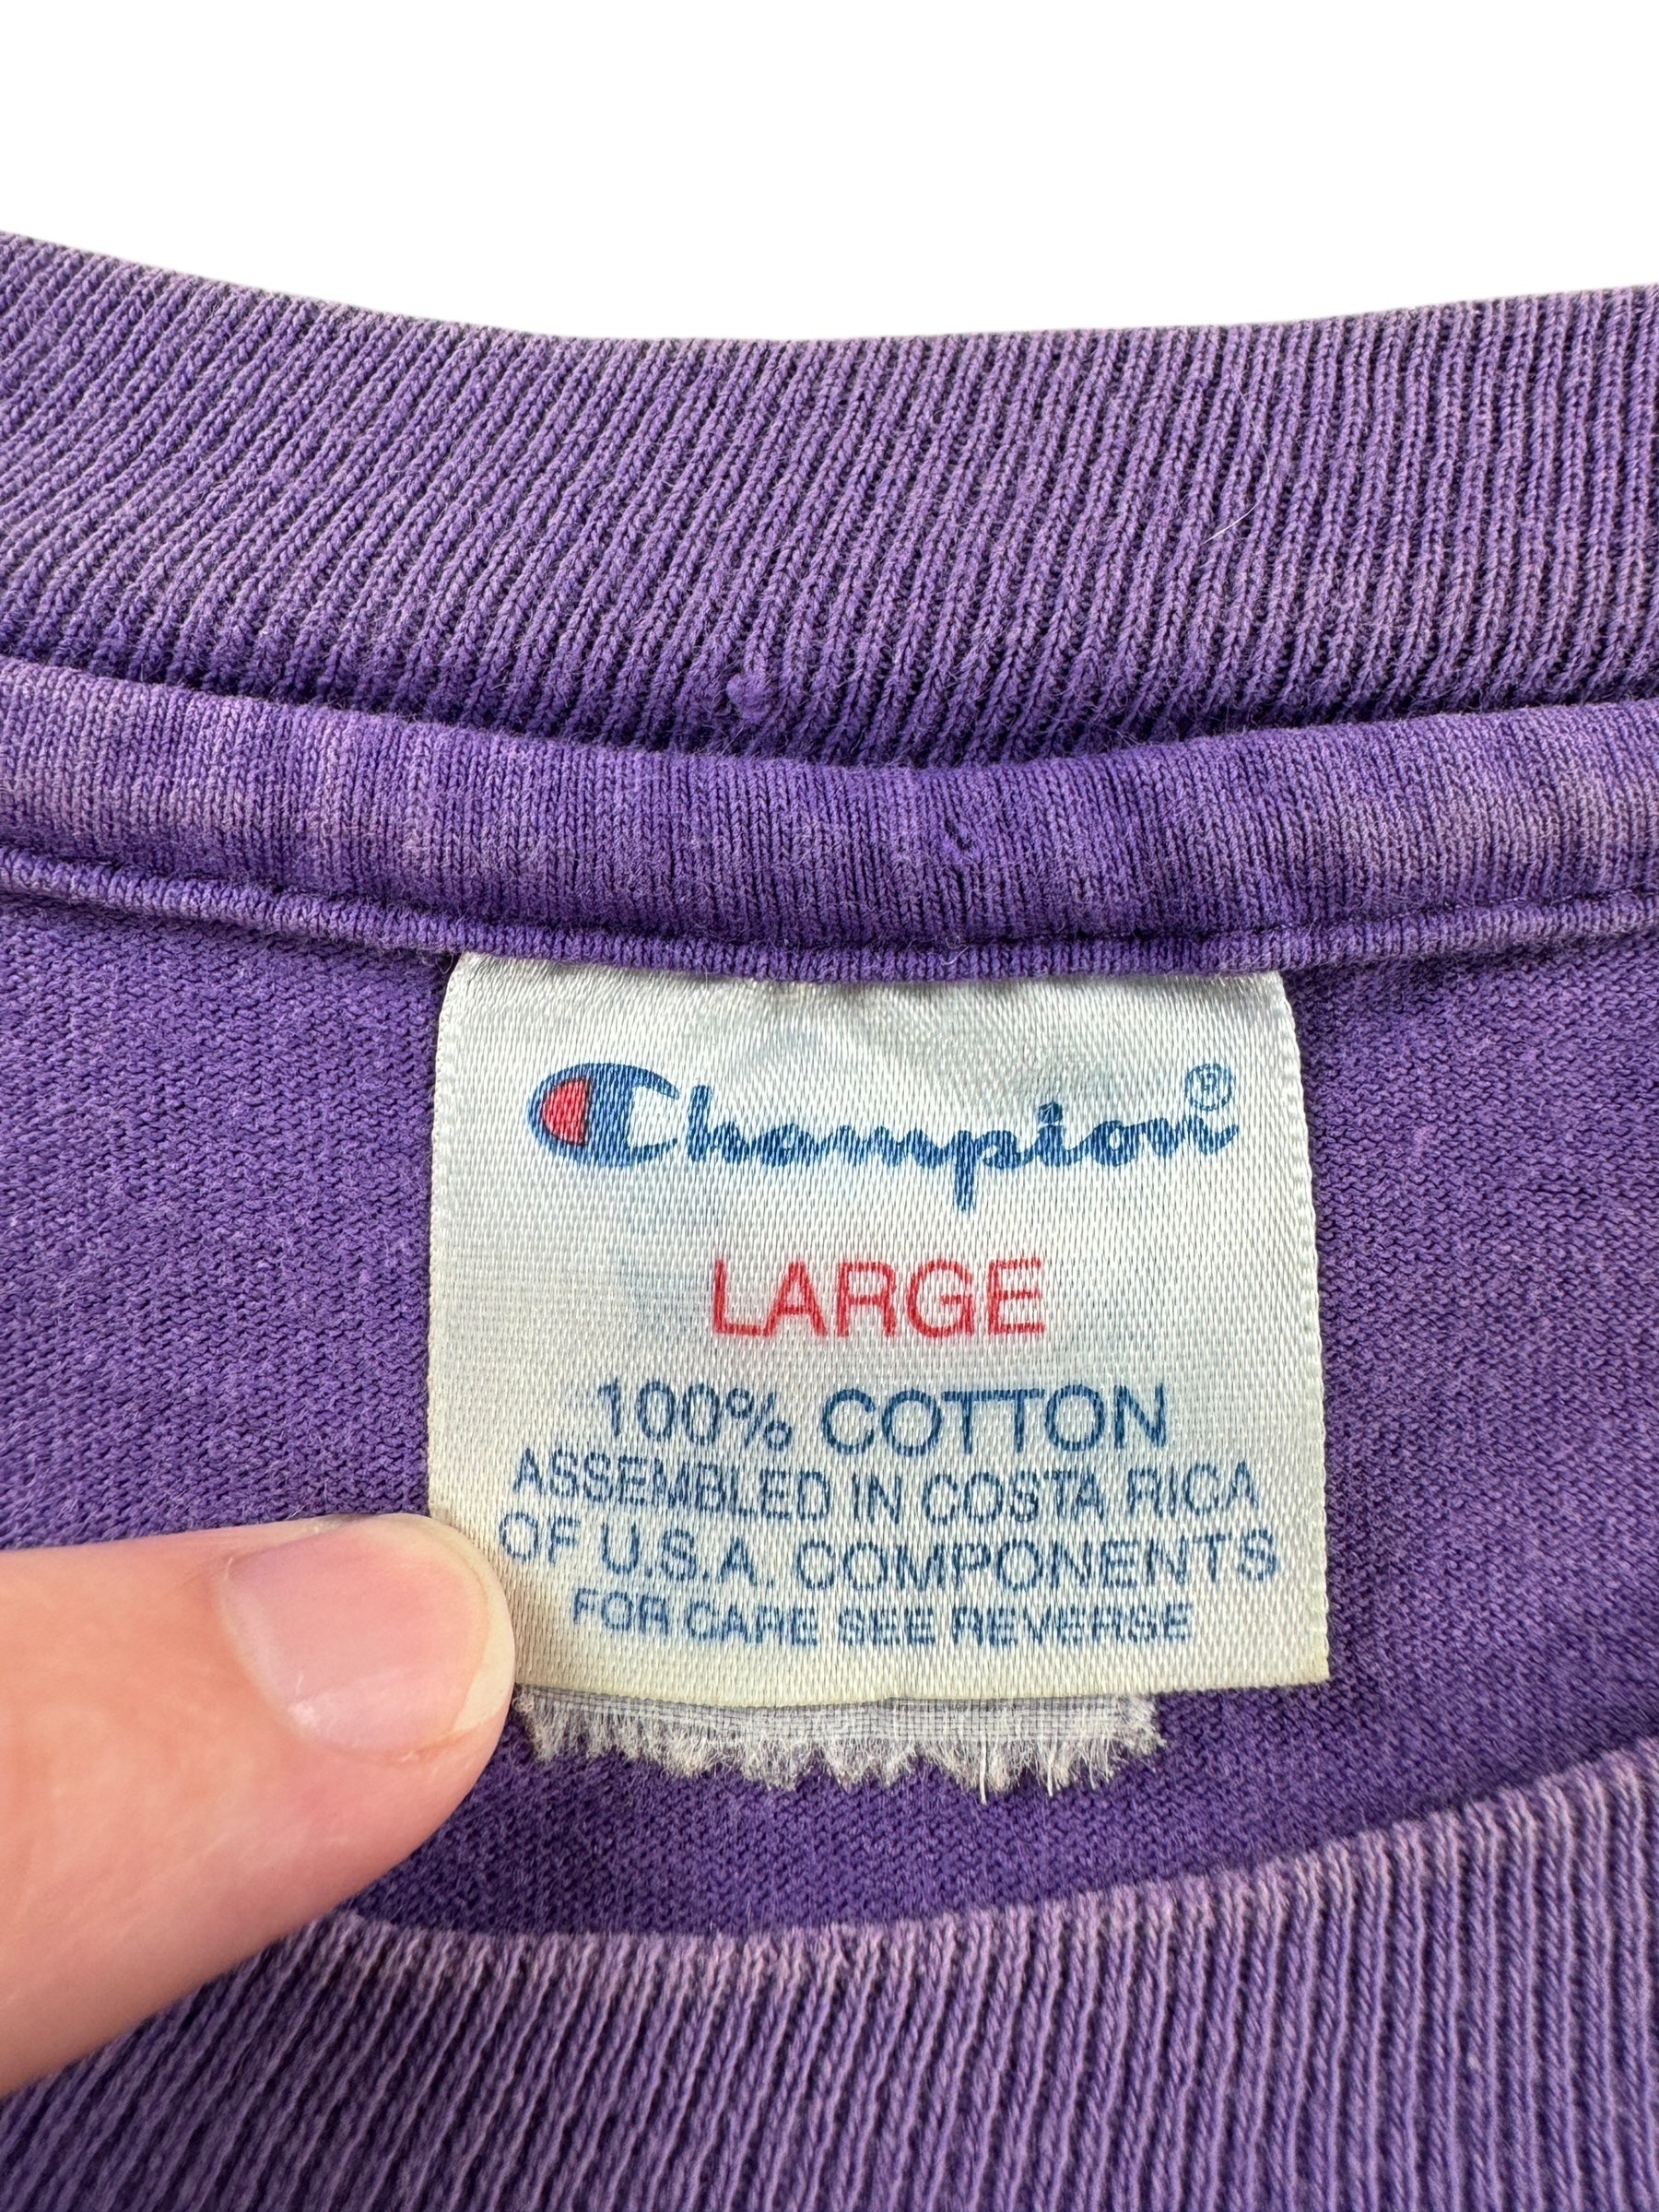 Champion®
LARGE
100% COTTON
ASSEMBLED IN COSTA RICA
OF U.S.A. COMPONENTS
FOR CARE SEE REVERSE